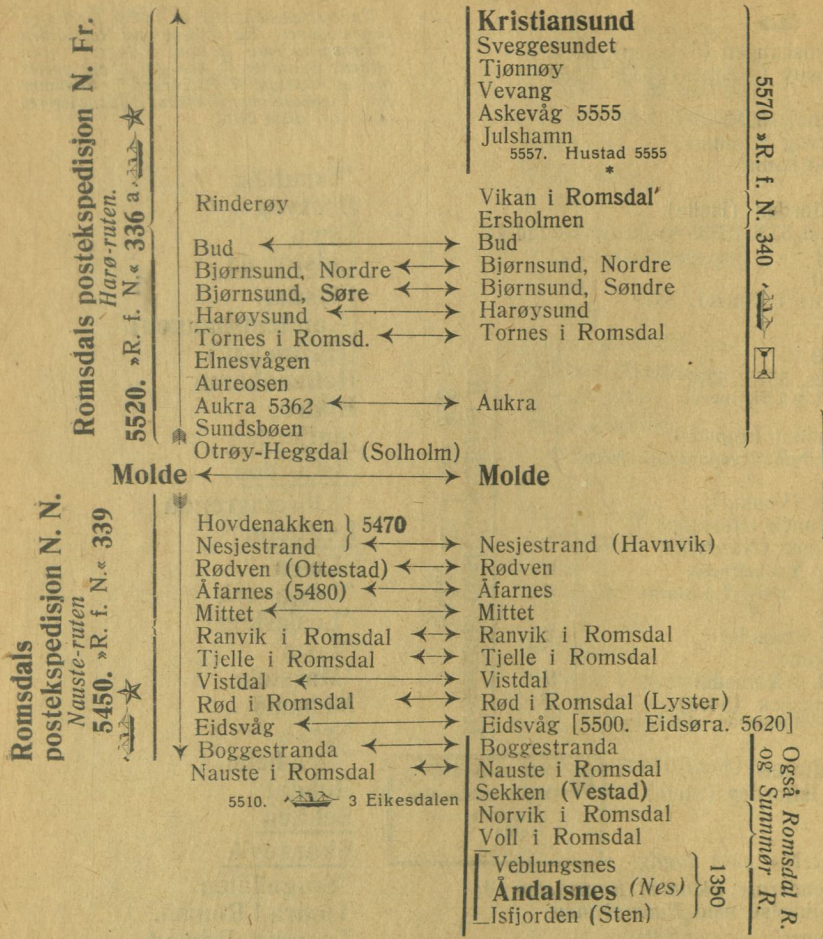 Romsdals postekspedisjon N. Fr.
Harø-ruten.
5520. »R. f. N.« 336 a.
Kristiansund
Sveggesundet
Tjønnøy
Vevang
Askevåg 5555
Julshamn
5557. Hustad 5555
*
5570 »R. f. N. 340
Rinderøy
Vikan i Romsdal
Ersholmen
Bud Bud
Bjørnsund, Nordre Bjørnsund, Nordre
Bjørnsund, Søre Bjørnsund, Søndre
Harøysund Harøysund
Tornes i Romsd. Tornes i Romsdal
Elnesvågen
Aureosen
Aukra 5362 Aukra
Sundsbøen
Otrøy-Heggdal (Solholm)
Molde Molde
Romsdals
postekspedisjon N. N.
Nauste-ruten
5450. »R. f. N.« 339
Hovdenakken } 5470
Nesjestrand Nesjestrand (Havnvik)
Rødven (Ottestad) Rødven
Åfarnes (5480) Åfarnes
Mittet Mittet
Ranvik i Romsdal Ranvik i Romsdal
Tjelle i Romsdal Tjelle i Romsdal
Vistdal Vistdal
Rød i Romsdal Rød i Romsdal (Lyster)
Eidsvåg Eidsvåg [5500. Eidsøra. 5620]
Boggestranda Boggestranda
Nauste i Romsdal Nauste i Romsdal
5510. 3 Eikesdalen
Sekken (Vestad)
Norvik i Romsdal
Voll i Romsdal
Veblungsnes
Åndalsnes (Nes)
Isfjorden (Sten)
1350
Også Romsdal R.
og Sunnmør R.